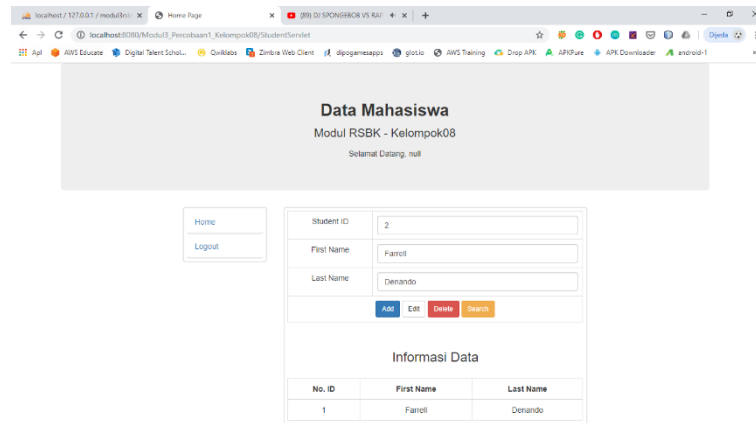 localhost / 127.0.0.1 / modul3rsb
Home Page
(89) DJ SPONGEBOB VS RAI
localhost:8080/Modul3_Percobaan1_Kelompok08/StudentServlet
Dijeda
Apl AWS Educate Digital Talent Schol... Qwiklabs Zimbra Web Client dipogamesapps glot.io AWS Training Drop APK APKPure APK Downloader android-1
Data Mahasiswa
Modul RSBK - Kelompok08
Selamat Datang, null
Home
Logout
Student ID 2
First Name Farrell
Last Name Denando
Add Edit Delete Search
Informasi Data
No. ID First Name Last Name
1 Farrell Denando